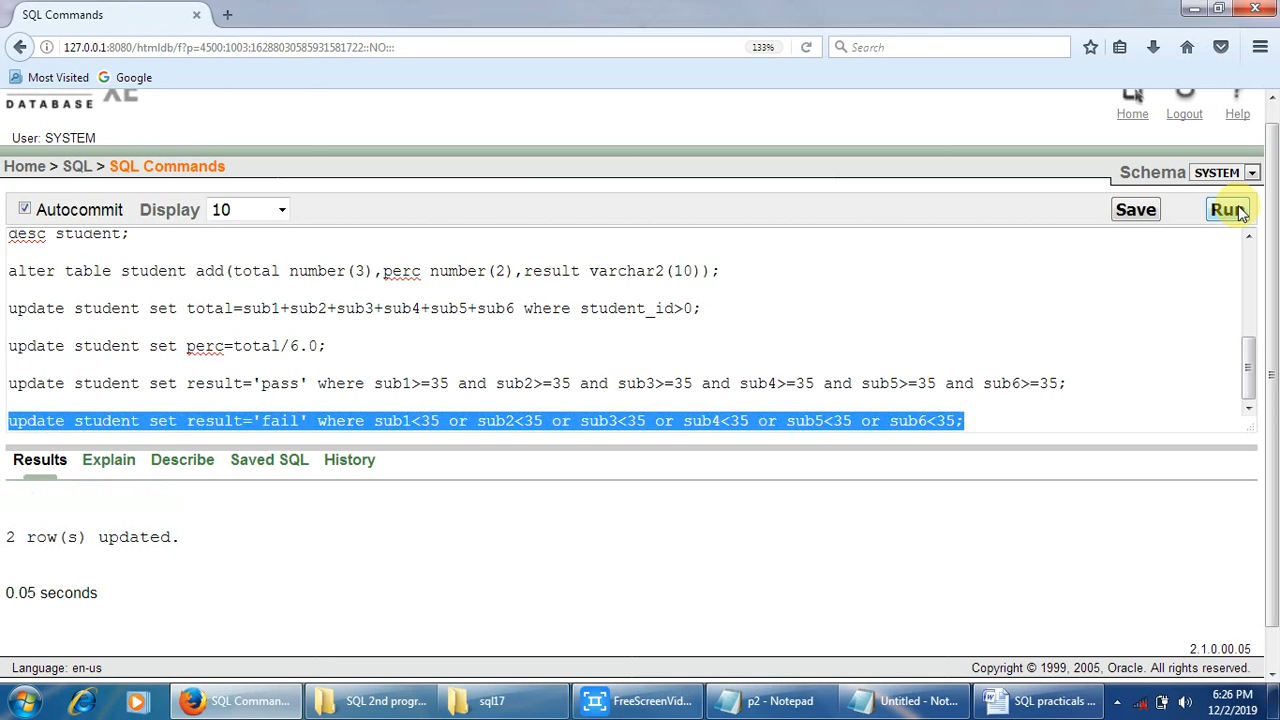 SQL Commands
127.0.0.1:8080/htmldb/f?p=4500:1003:16288030585931581722::NO:::
133%
Search
Most Visited
Google
DATABASE XE
Home
Logout
Help
User: SYSTEM
Home > SQL > SQL Commands
Schema SYSTEM
Autocommit Display 10
Save
Run
desc student;
alter table student add(total number(3),perc number(2),result varchar2(10));
update student set total=sub1+sub2+sub3+sub4+sub5+sub6 where student_id>0;
update student set perc=total/6.0;
update student set result='pass' where sub1>=35 and sub2>=35 and sub3>=35 and sub4>=35 and sub5>=35 and sub6>=35;
update student set result='fail' where sub1<35 or sub2<35 or sub3<35 or sub4<35 or sub5<35 or sub6<35;
Results Explain Describe Saved SQL History
2 row(s) updated.
0.05 seconds
2.1.0.00.05
Language: en-us
Copyright © 1999, 2005, Oracle. All rights reserved.
SQL Comman...
SQL 2nd progr...
sql17
FreeScreenVid...
p2 - Notepad
Untitled - Not...
SQL practicals ...
6:26 PM
12/2/2019